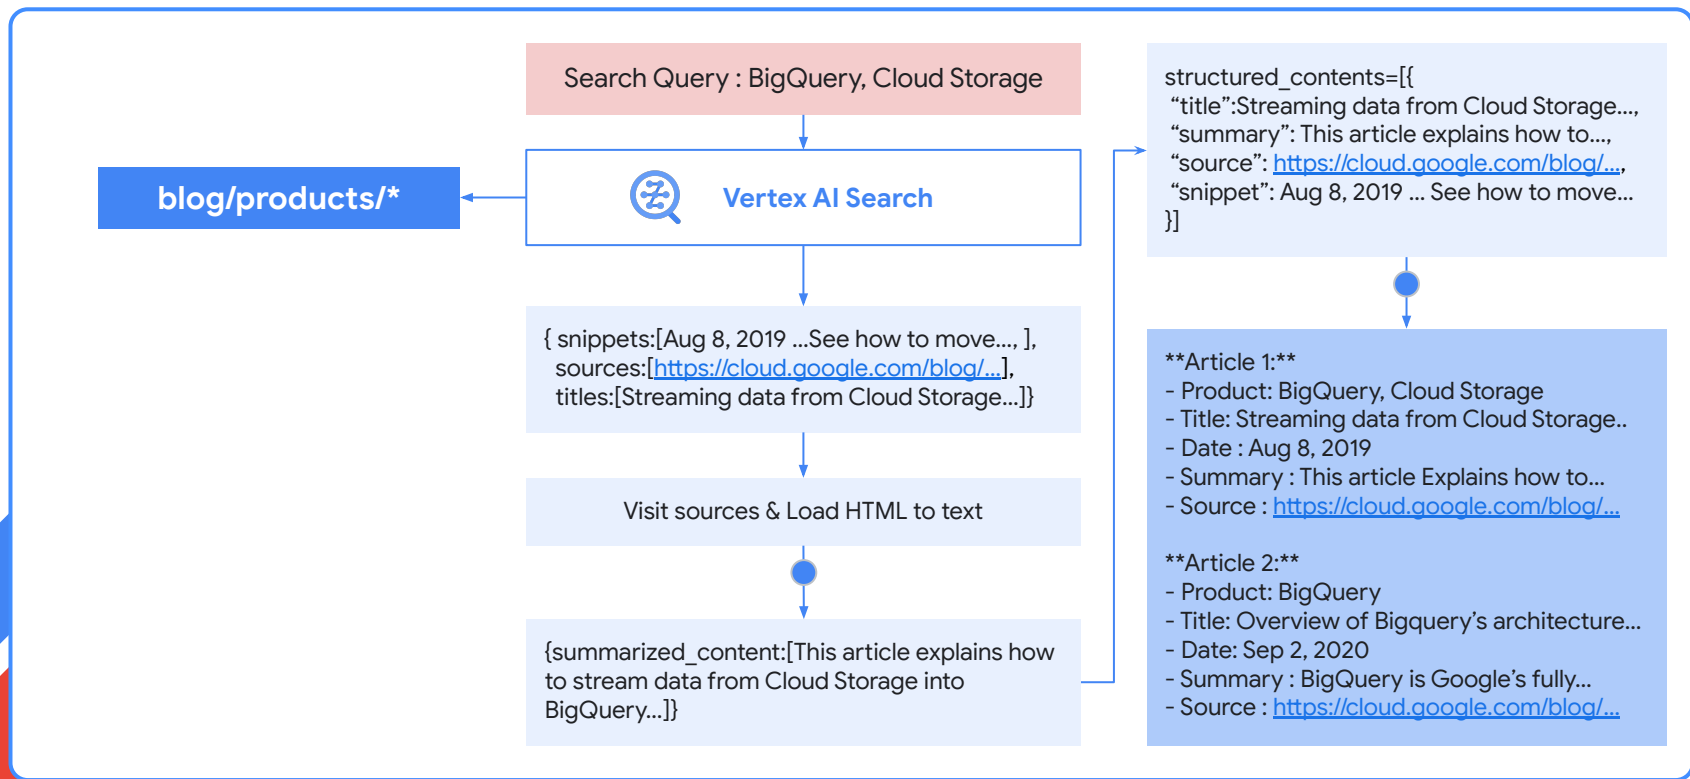 Search Query : BigQuery, Cloud Storage
blog/products/*
Vertex AI Search
{ snippets:[Aug 8, 2019 ...See how to move..., ],
sources:[https://cloud.google.com/blog/...],
titles:[Streaming data from Cloud Storage...]}
Visit sources & Load HTML to text
{summarized_content:[This article explains how
to stream data from Cloud Storage into
BigQuery...]}
structured_contents=[{
“title”:Streaming data from Cloud Storage...,
“summary”: This article explains how to...,
“source”: https://cloud.google.com/blog/...,
“snippet”: Aug 8, 2019 ... See how to move...
}]
**Article 1:**
- Product: BigQuery, Cloud Storage
- Title: Streaming data from Cloud Storage..
- Date : Aug 8, 2019
- Summary : This article Explains how to...
- Source : https://cloud.google.com/blog/...
**Article 2:**
- Product: BigQuery
- Title: Overview of Bigquery’s architecture...
- Date: Sep 2, 2020
- Summary : BigQuery is Google’s fully...
- Source : https://cloud.google.com/blog/...